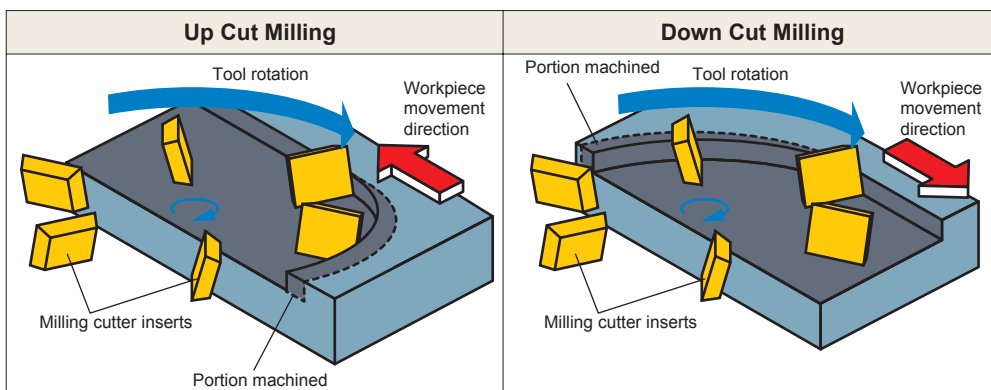 Up Cut Milling
Tool rotation
Workpiece
movement
direction
Milling cutter inserts
Portion machined
Down Cut Milling
Portion machined
Tool rotation
Workpiece
movement
direction
Milling cutter inserts